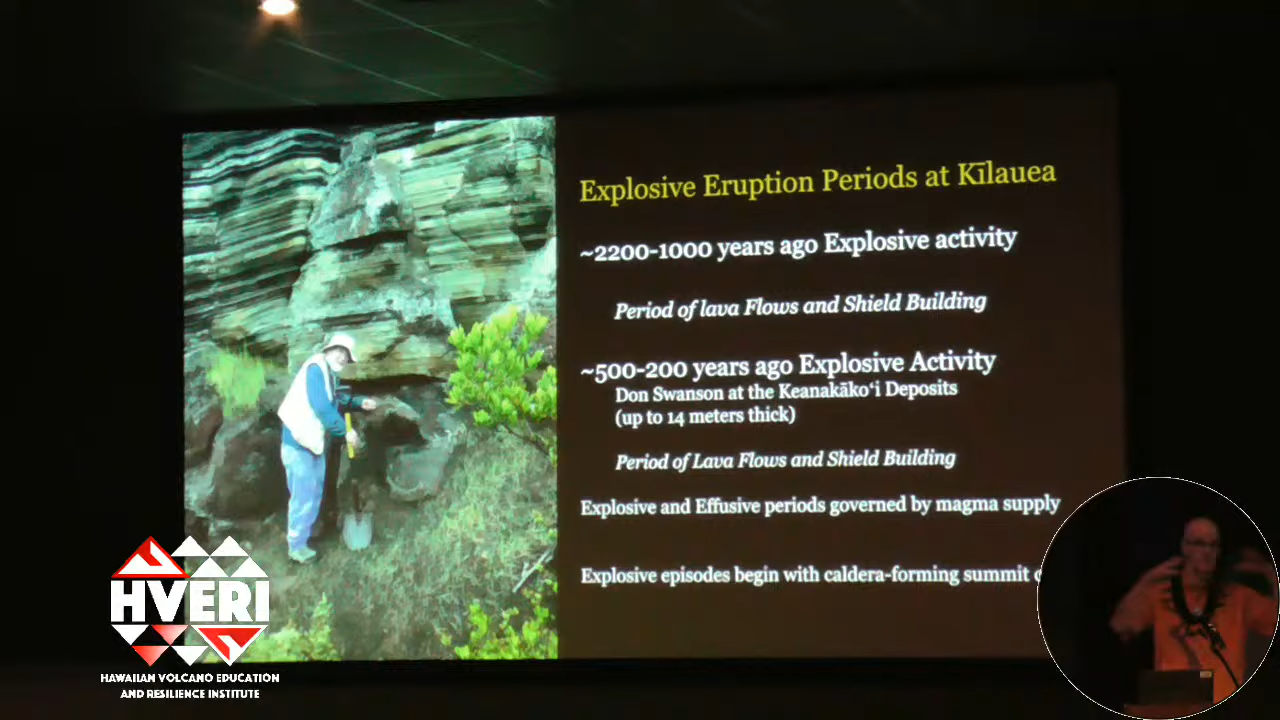 Explosive Eruption Periods at Kīlauea
~2200-1000 years ago Explosive activity
Period of lava Flows and Shield Building
~500-200 years ago Explosive Activity
Don Swanson at the Keanakākoʻi Deposits
(up to 14 meters thick)
Period of Lava Flows and Shield Building
Explosive and Effusive periods governed by magma supply
Explosive episodes begin with caldera-forming summit
HVERI
HAWAIIAN VOLCANO EDUCATION
AND RESILIENCE INSTITUTE